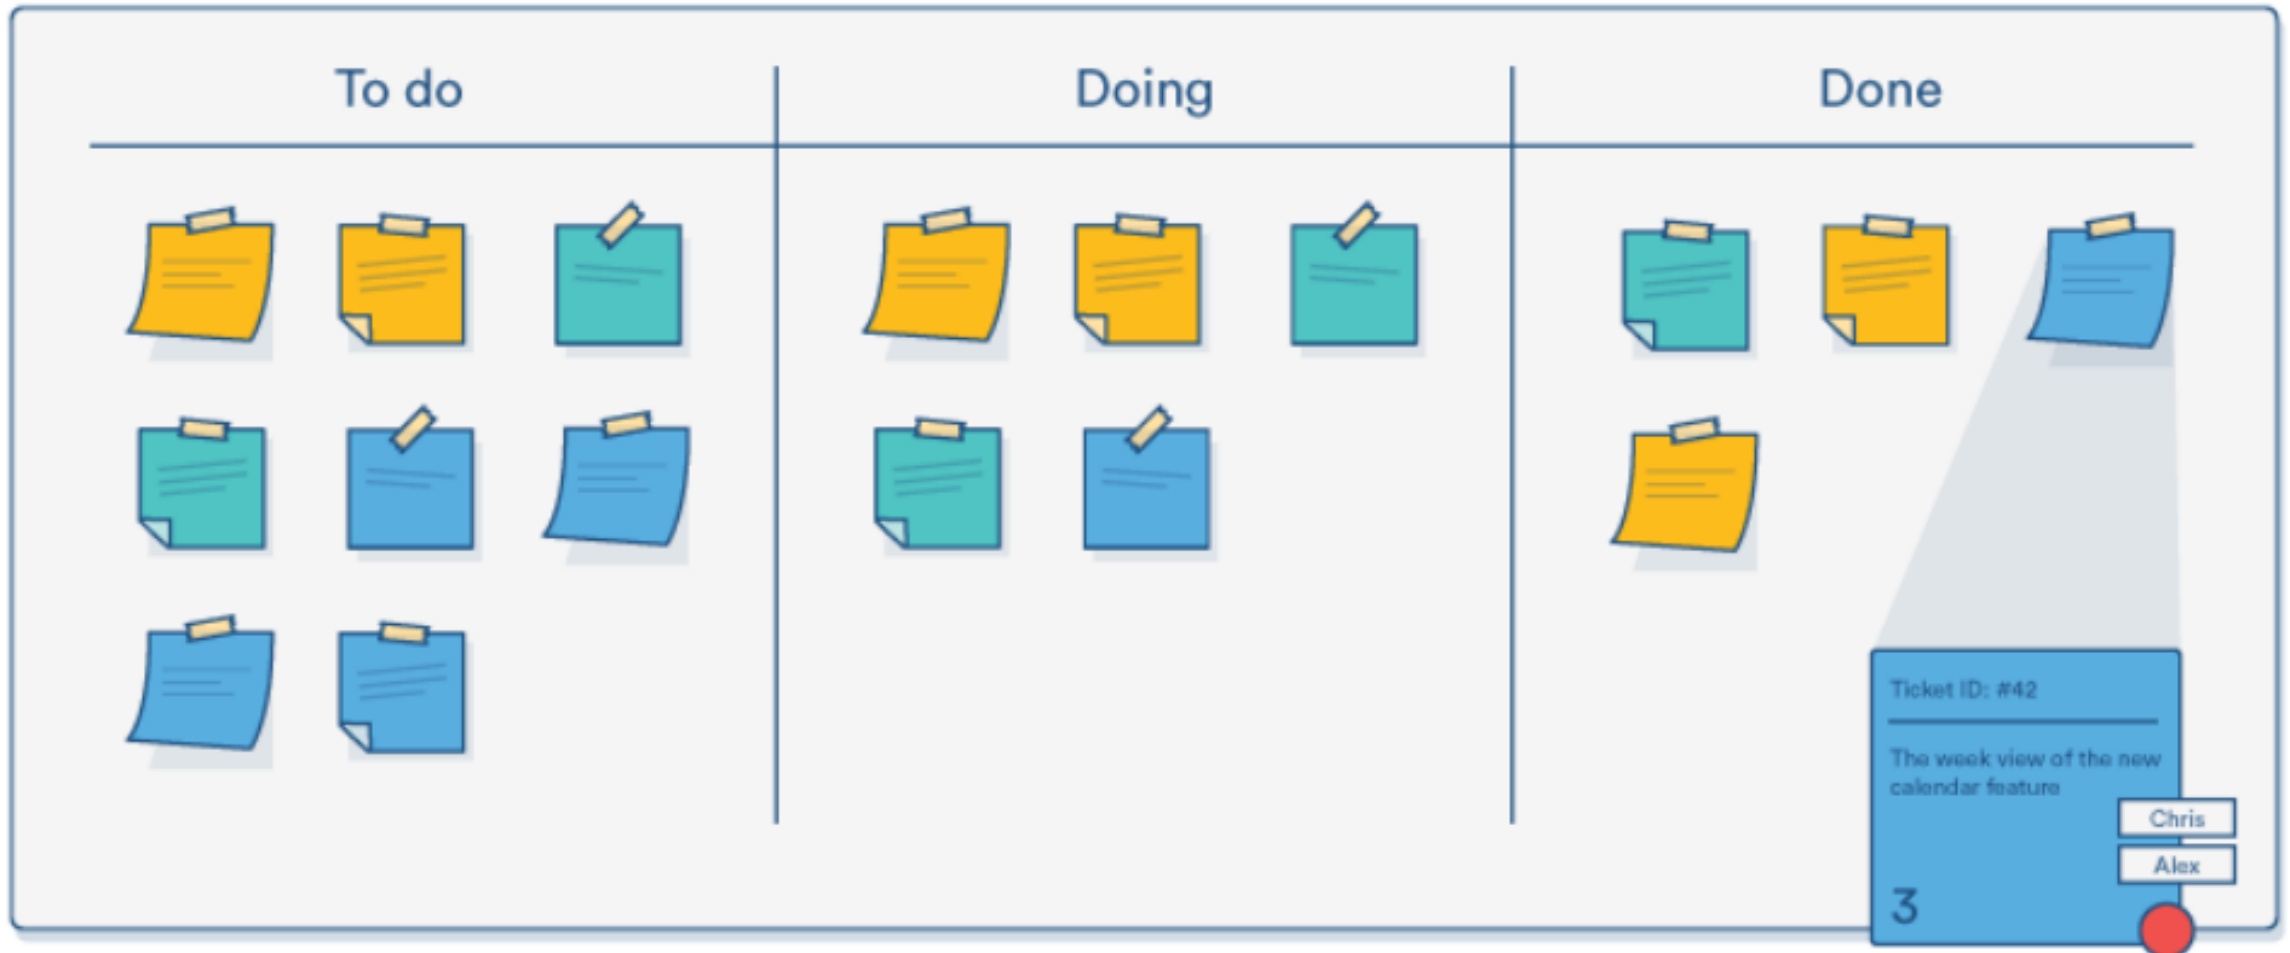 To do
Doing
Done
Ticket ID: #42
The week view of the new
calendar feature
Chris
Alex
3